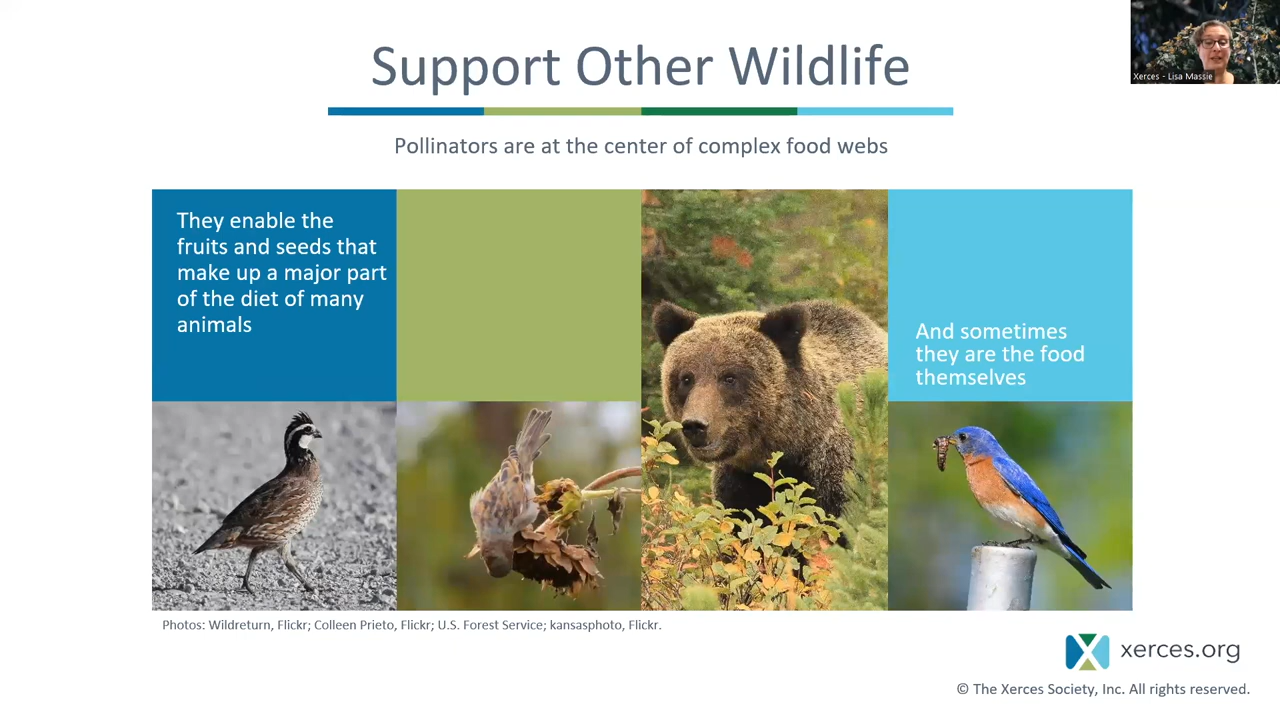 Support Other Wildlife
Xerces - Lisa Massie
Pollinators are at the center of complex food webs
They enable the
fruits and seeds that
make up a major part
of the diet of many
animals
And sometimes
they are the food
themselves
Photos: Wildreturn, Flickr; Colleen Prieto, Flickr; U.S. Forest Service; kansasphoto, Flickr.
xerces.org
© The Xerces Society, Inc. All rights reserved.